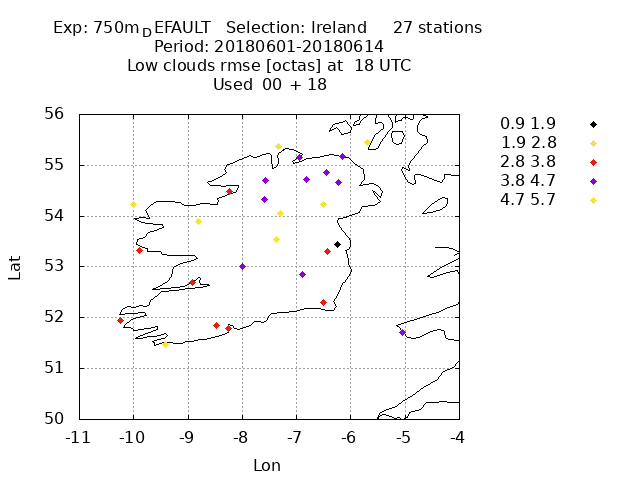 Exp: 750m_DEFAULT Selection: Ireland 27 stations
Period: 20180601-20180614
Low clouds rmse [octas] at 18 UTC
Used 00 + 18
0.9 1.9
1.9 2.8
2.8 3.8
3.8 4.7
4.7 5.7
56
55
54
53
52
51
50
Lat
-11 -10 -9 -8 -7 -6 -5 -4
Lon